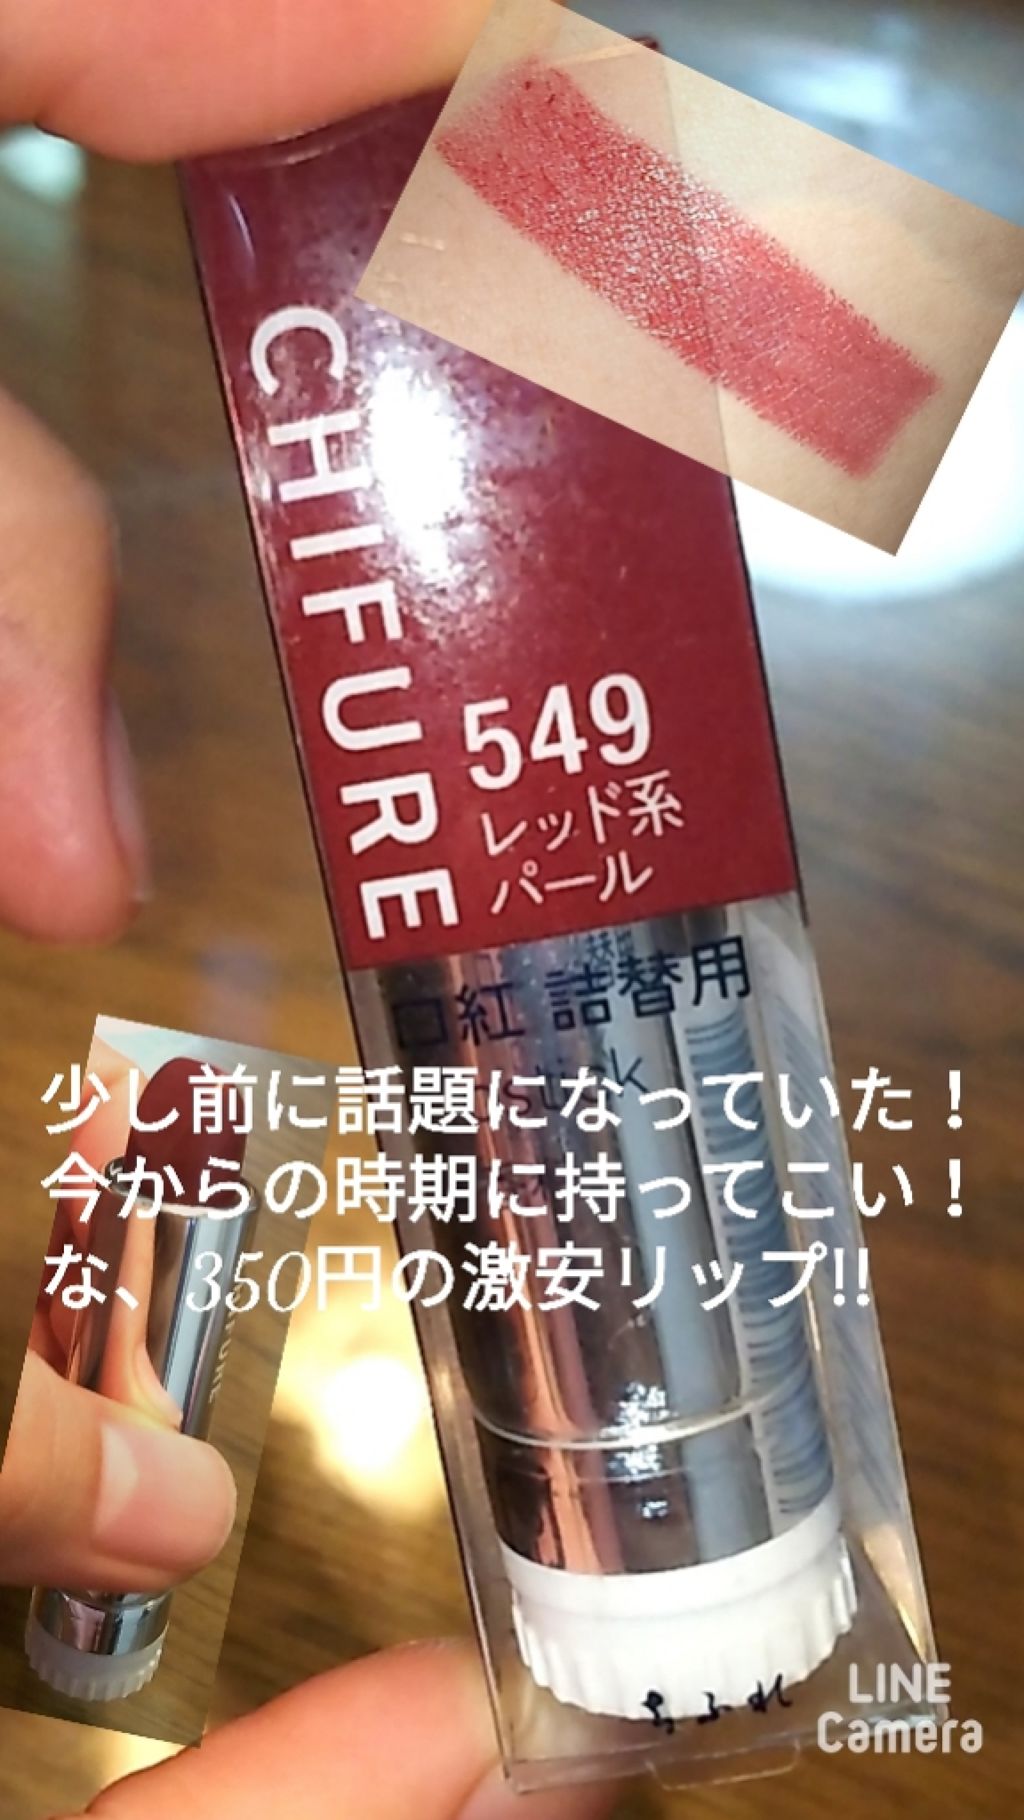 CHIFURE
549
レッド系
パール
口紅 詰替用
少し前に話題になっていた！
今からの時期に持ってこい！
な、350円の激安リップ!!
ちふれ
LINE
Camera